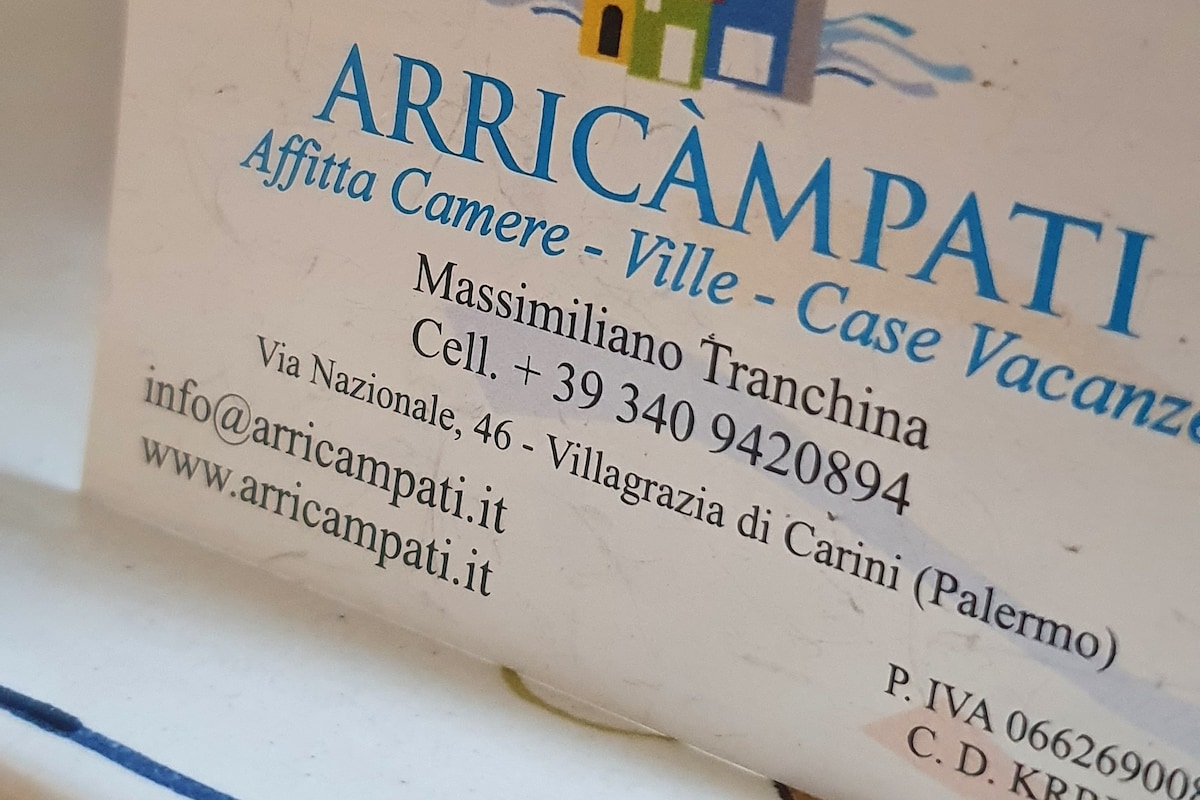 ARRICÀMPATI
Affitta Camere - Ville - Case Vacanze
Massimiliano Tranchina
Cell. + 39 340 9420894
Via Nazionale, 46 - Villagrazia di Carini (Palermo)
info@arricampati.it
www.arricampati.it
P. IVA 06626900
C. D.